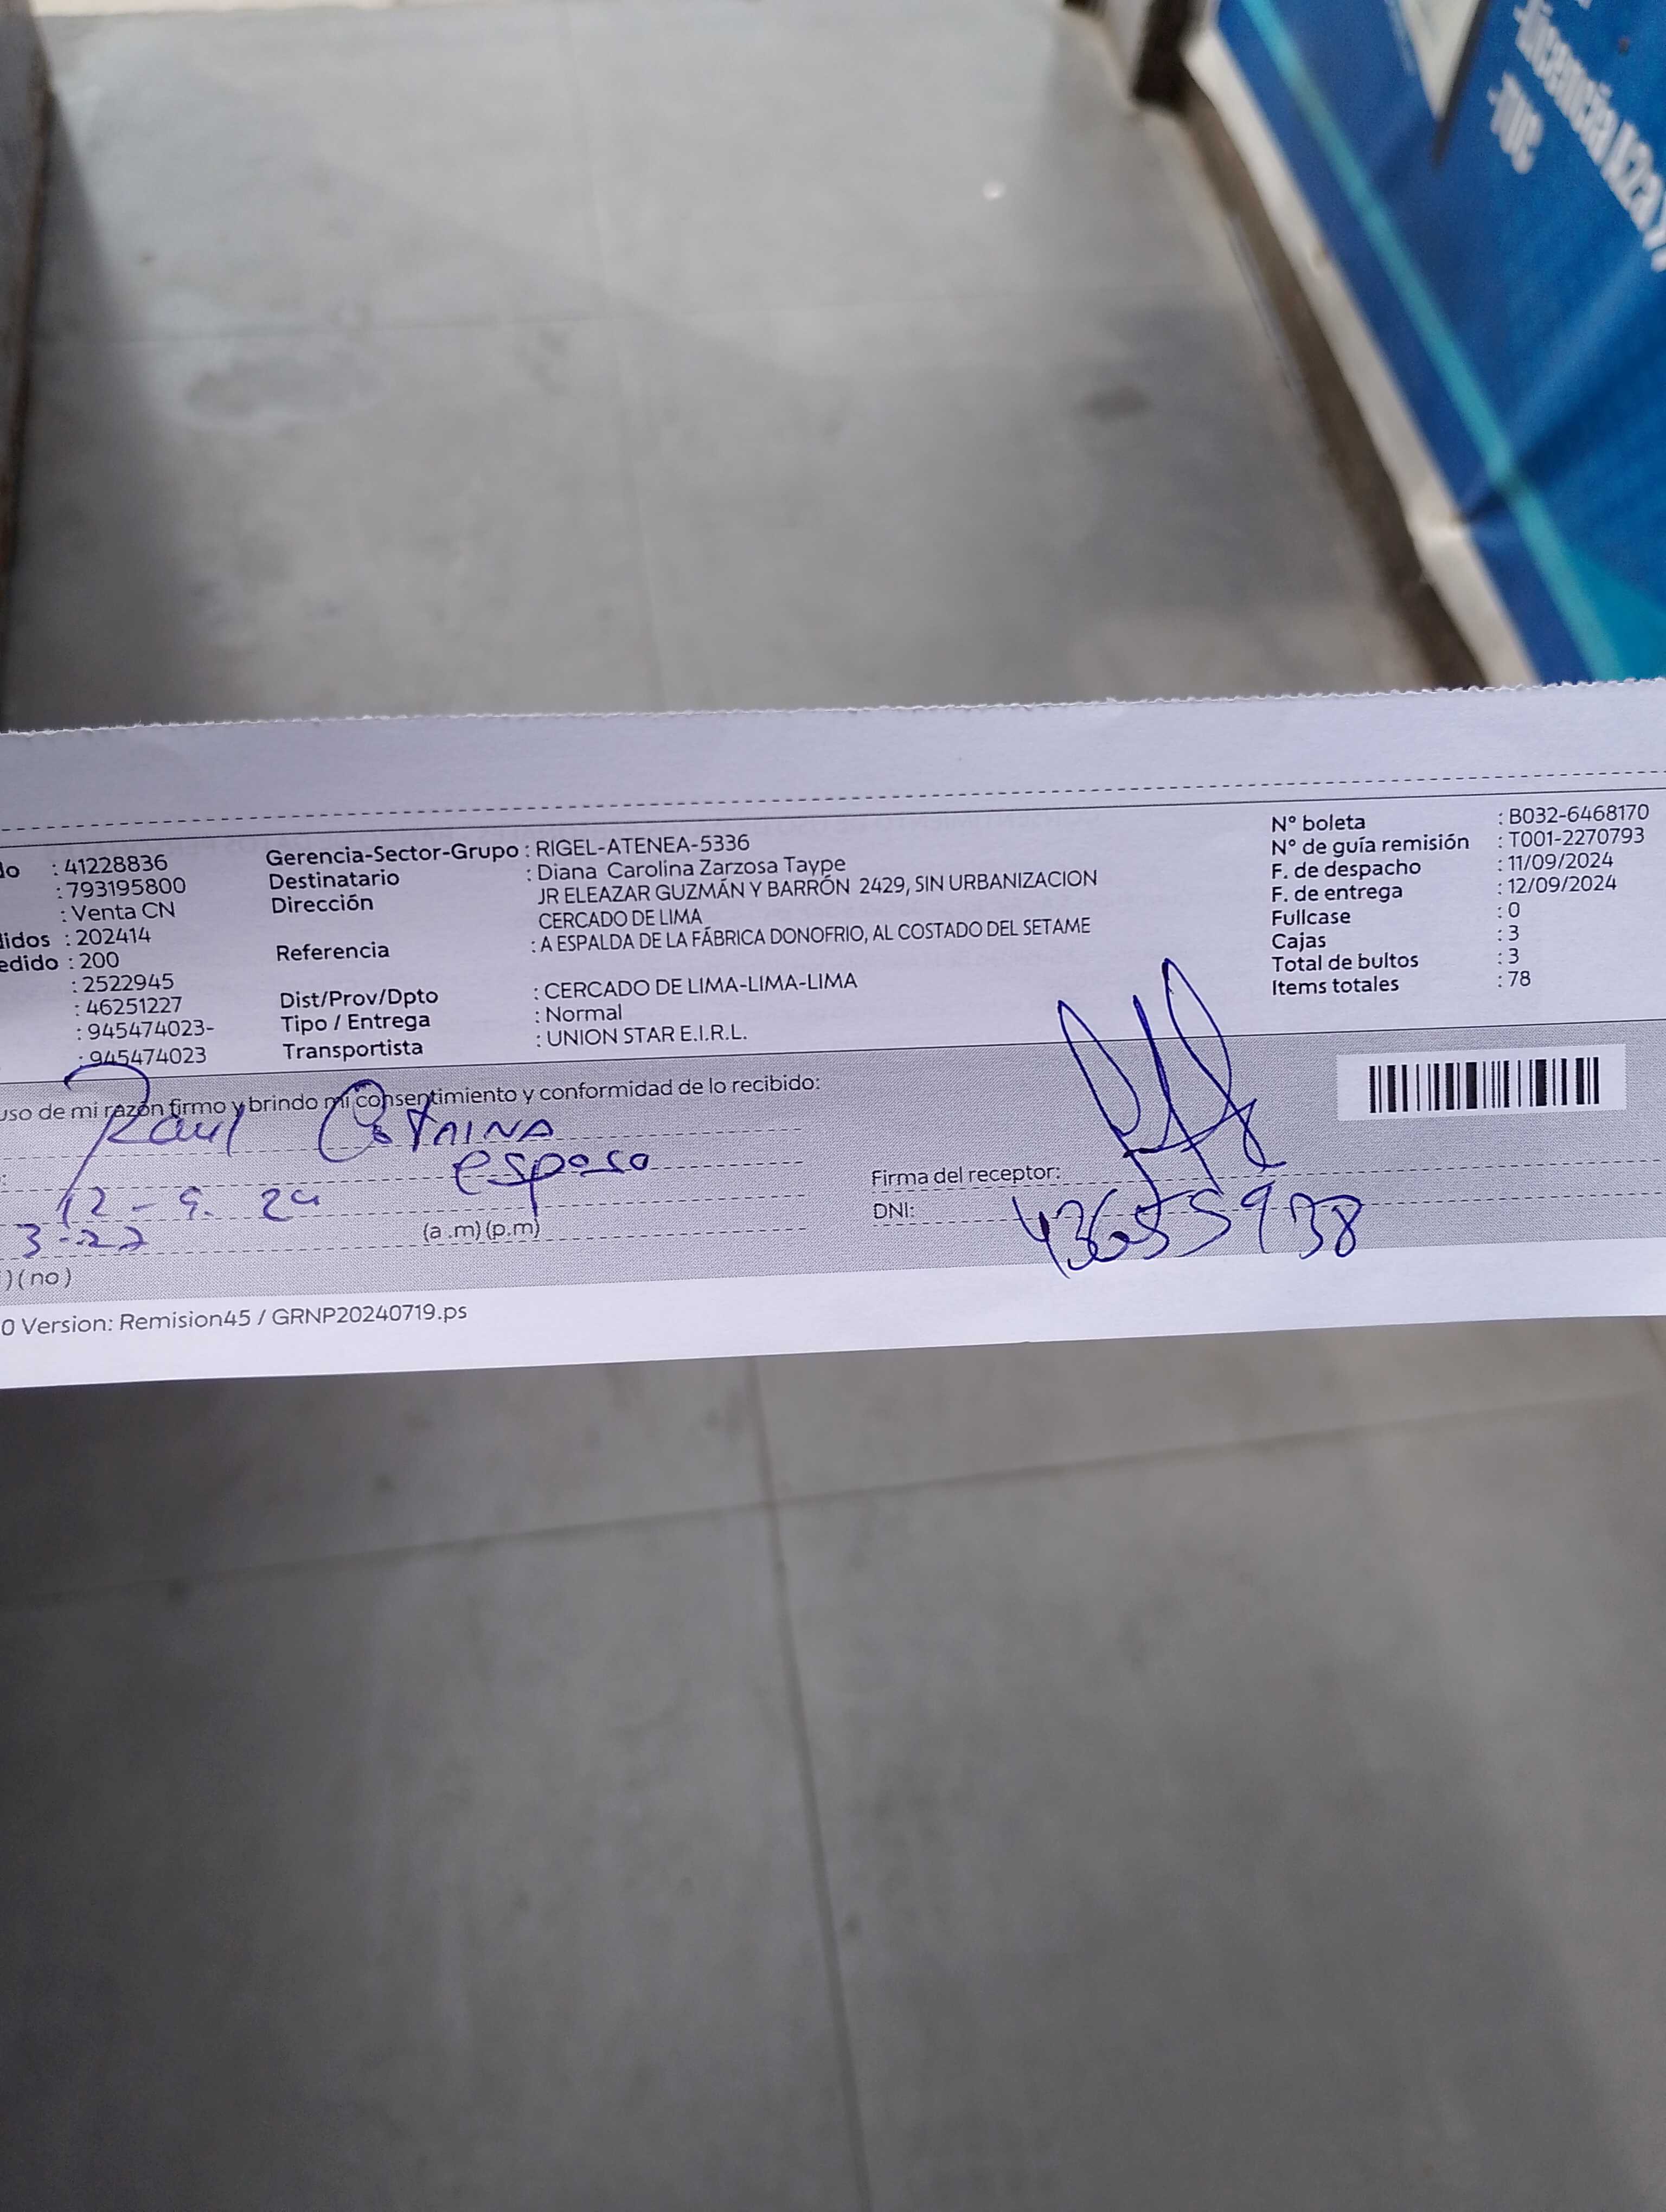 licencia
do : 41228836
: 793195800
: Venta CN
didos : 202414
edido : 200
: 2522945
: 46251227
: 945474023-
: 945474023
Gerencia-Sector-Grupo : RIGEL-ATENEA-5336
Destinatario : Diana Carolina Zarzosa Taype
Dirección JR ELEAZAR GUZMÁN Y BARRÓN 2429, SIN URBANIZACION
CERCADO DE LIMA
Referencia : A ESPALDA DE LA FÁBRICA DONOFRIO, AL COSTADO DEL SETAME
Dist/Prov/Dpto : CERCADO DE LIMA-LIMA-LIMA
Tipo / Entrega : Normal
Transportista : UNION STAR E.I.R.L.
N° boleta : B032-6468170
N° de guía remisión : T001-2270793
F. de despacho : 11/09/2024
F. de entrega : 12/09/2024
Fullcase : 0
Cajas : 3
Total de bultos : 3
Items totales : 78
uso de mi razón firmo y brindo mi consentimiento y conformidad de lo recibido:
Raul
esposo
12-9.24
3-22
(a.m) (p.m)
) (no)
Firma del receptor:
DNI:
0 Version: Remision45 / GRNP20240719.ps